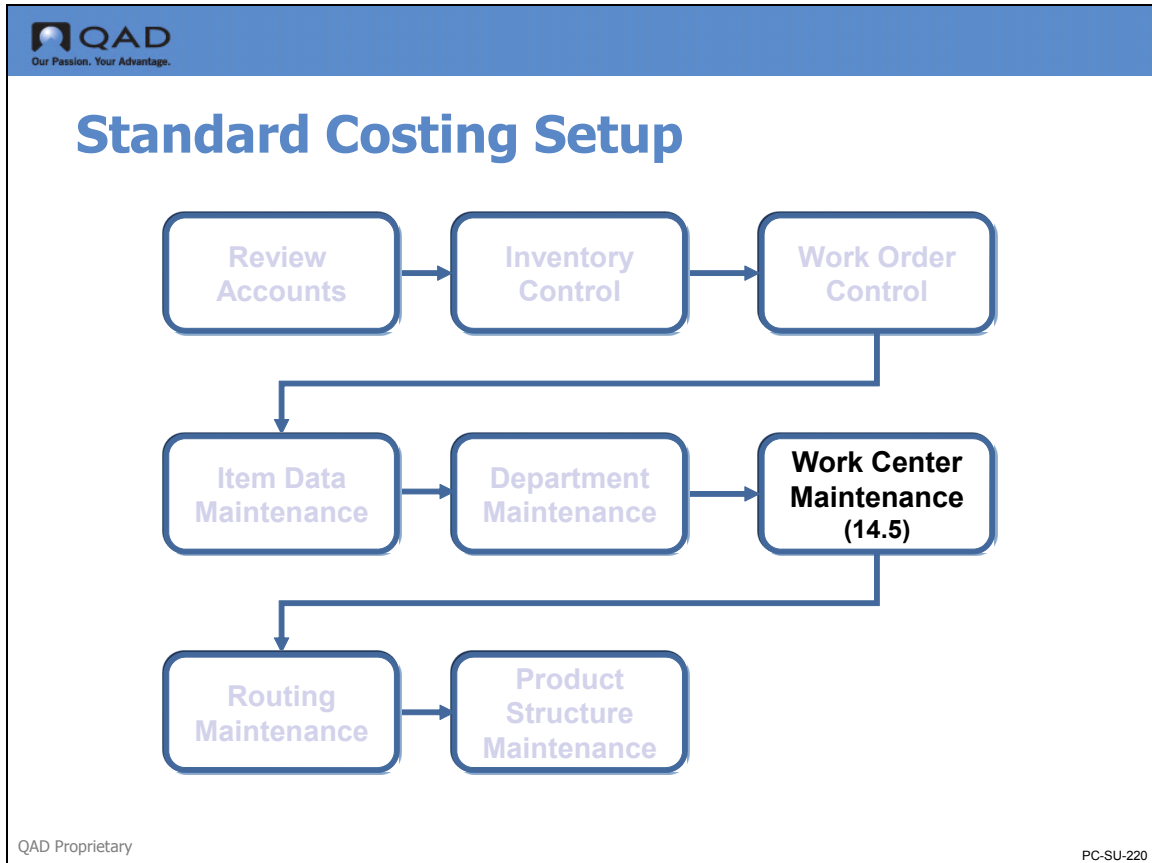 QAD
Our Passion. Your Advantage.
Standard Costing Setup
Review
Accounts
Inventory
Control
Work Order
Control
Item Data
Maintenance
Department
Maintenance
Work Center
Maintenance
(14.5)
Routing
Maintenance
Product
Structure
Maintenance
QAD Proprietary
PC-SU-220